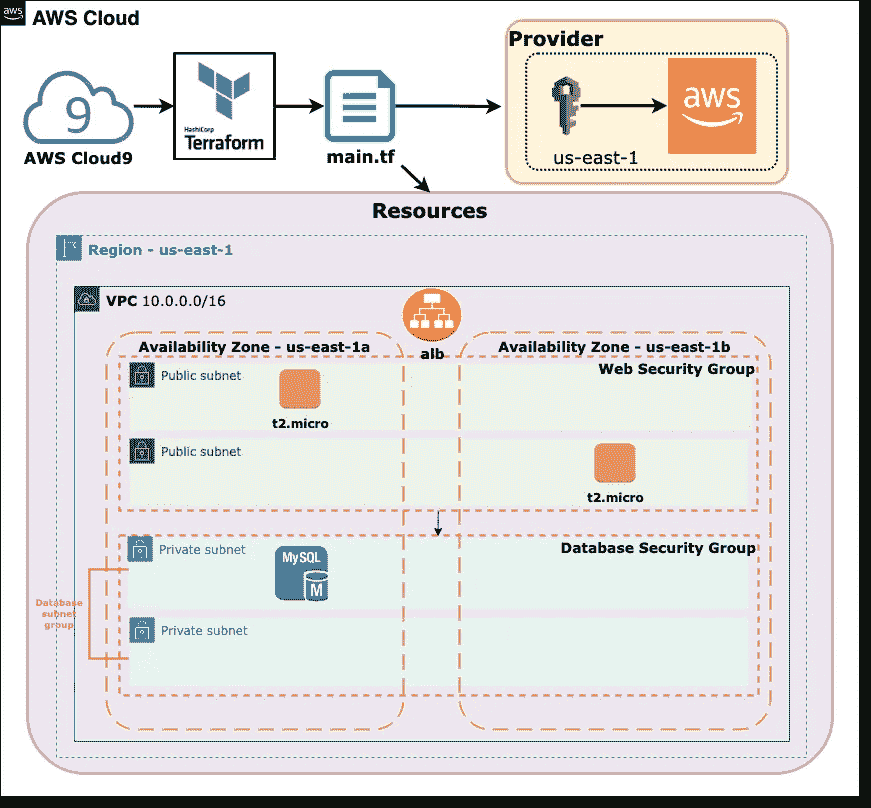 aws
AWS Cloud
Provider
9
HashiCorp
Terraform
aws
AWS Cloud9
main.tf
us-east-1
Resources
Region - us-east-1
VPC 10.0.0.0/16
alb
Availability Zone - us-east-1a
Availability Zone - us-east-1b
Public subnet
Web Security Group
t2.micro
Public subnet
t2.micro
Private subnet
Database Security Group
MySQL
M
Database
subnet
group
Private subnet